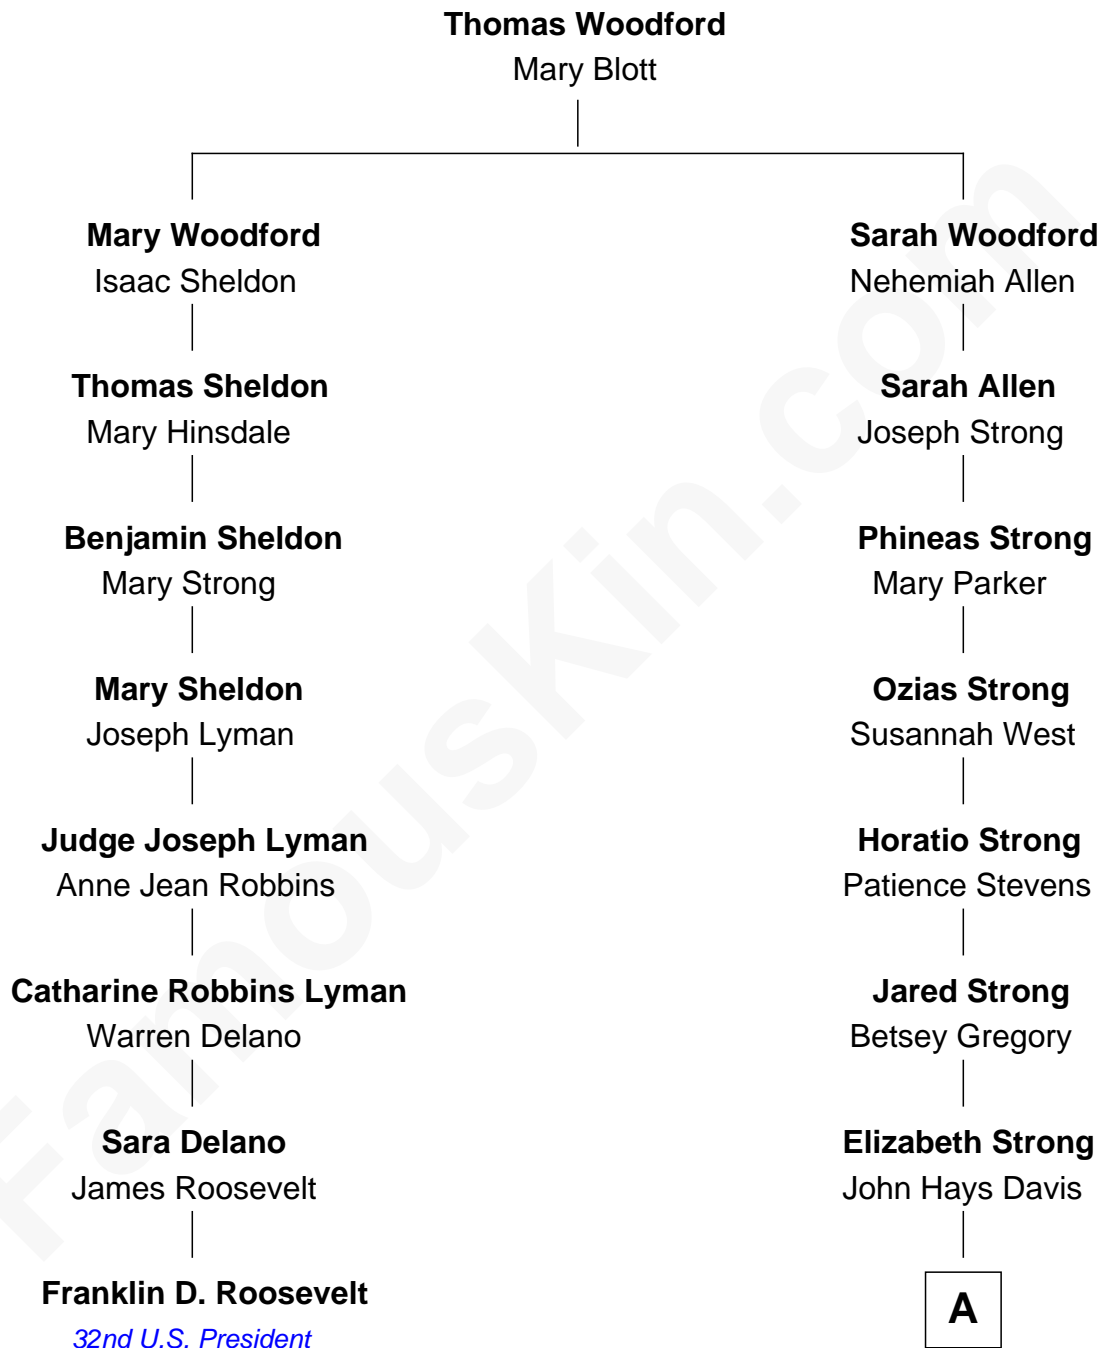 Thomas Woodford
Mary Blott
Mary Woodford
Isaac Sheldon
Sarah Woodford
Nehemiah Allen
Thomas Sheldon
Mary Hinsdale
Sarah Allen
Joseph Strong
Benjamin Sheldon
Mary Strong
Phineas Strong
Mary Parker
Mary Sheldon
Joseph Lyman
Ozias Strong
Susannah West
Judge Joseph Lyman
Anne Jean Robbins
Horatio Strong
Patience Stevens
Catharine Robbins Lyman
Warren Delano
Jared Strong
Betsey Gregory
Sara Delano
James Roosevelt
Elizabeth Strong
John Hays Davis
Franklin D. Roosevelt
32nd U.S. President
A
FamousKin.com